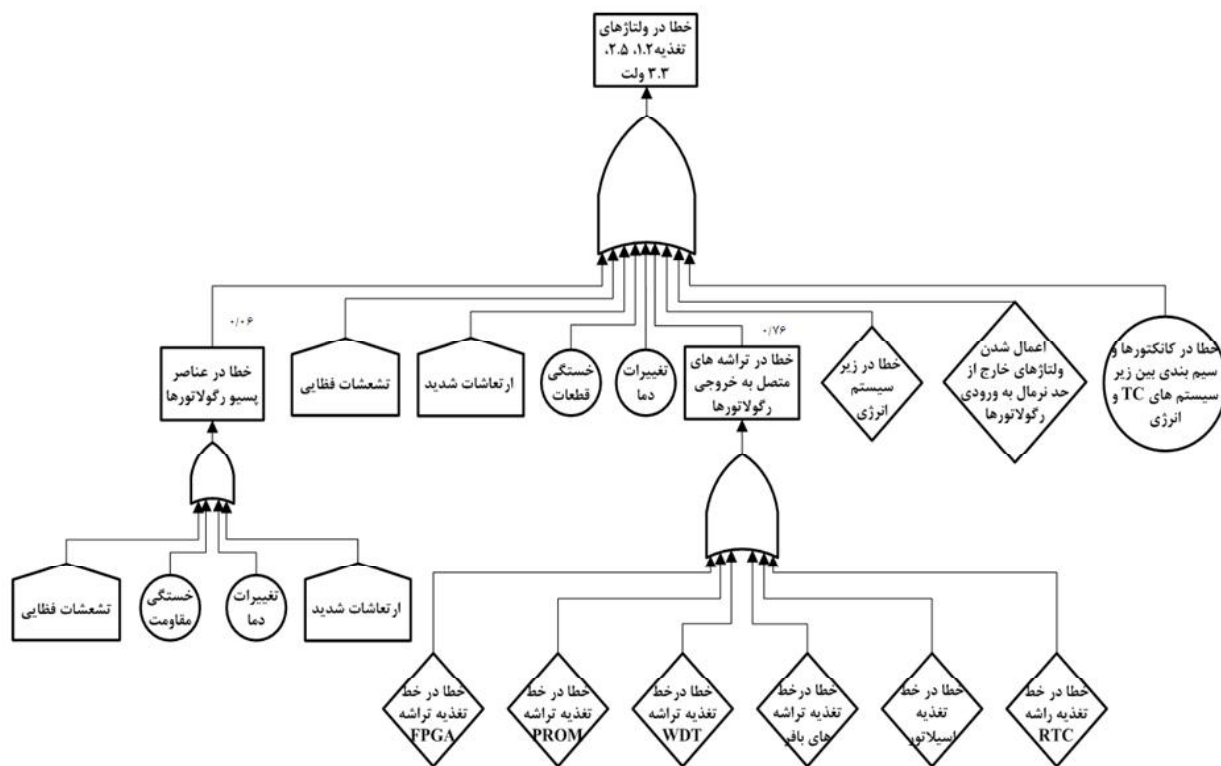 خطا در ولتاژهای
تغذیه۱.۲، ۲.۵،
۳.۳ ولت
۰/۰۶
۰/۷۶
خطا در عناصر
پسیو رگولاتورها
تشعشات فظایی
ارتعاشات شدید
خستگی
قطعات
تغییرات
دما
خطا در تراشه های
متصل به خروجی
رگولاتورها
خطا در زیر
سیستم
انرژی
اعمال شدن
ولتاژهای خارج از
حد نرمال به ورودی
رگولاتورها
خطا در کانکتورها و
سیم بندی بین زیر
سیستم های TC و
انرژی
تشعشات فظایی
خستگی
مقاومت
تغییرات
دما
ارتعاشات شدید
خطا در خط
تغذیه تراشه
FPGA
خطا در خط
تغذیه تراشه
PROM
خطا درخط
تغذیه تراشه
WDT
خطا درخط
تغذیه تراشه
های بافر
خطا در خط
تغذیه
اسیلاتور
خطا در خط
تغذیه راشه
RTC